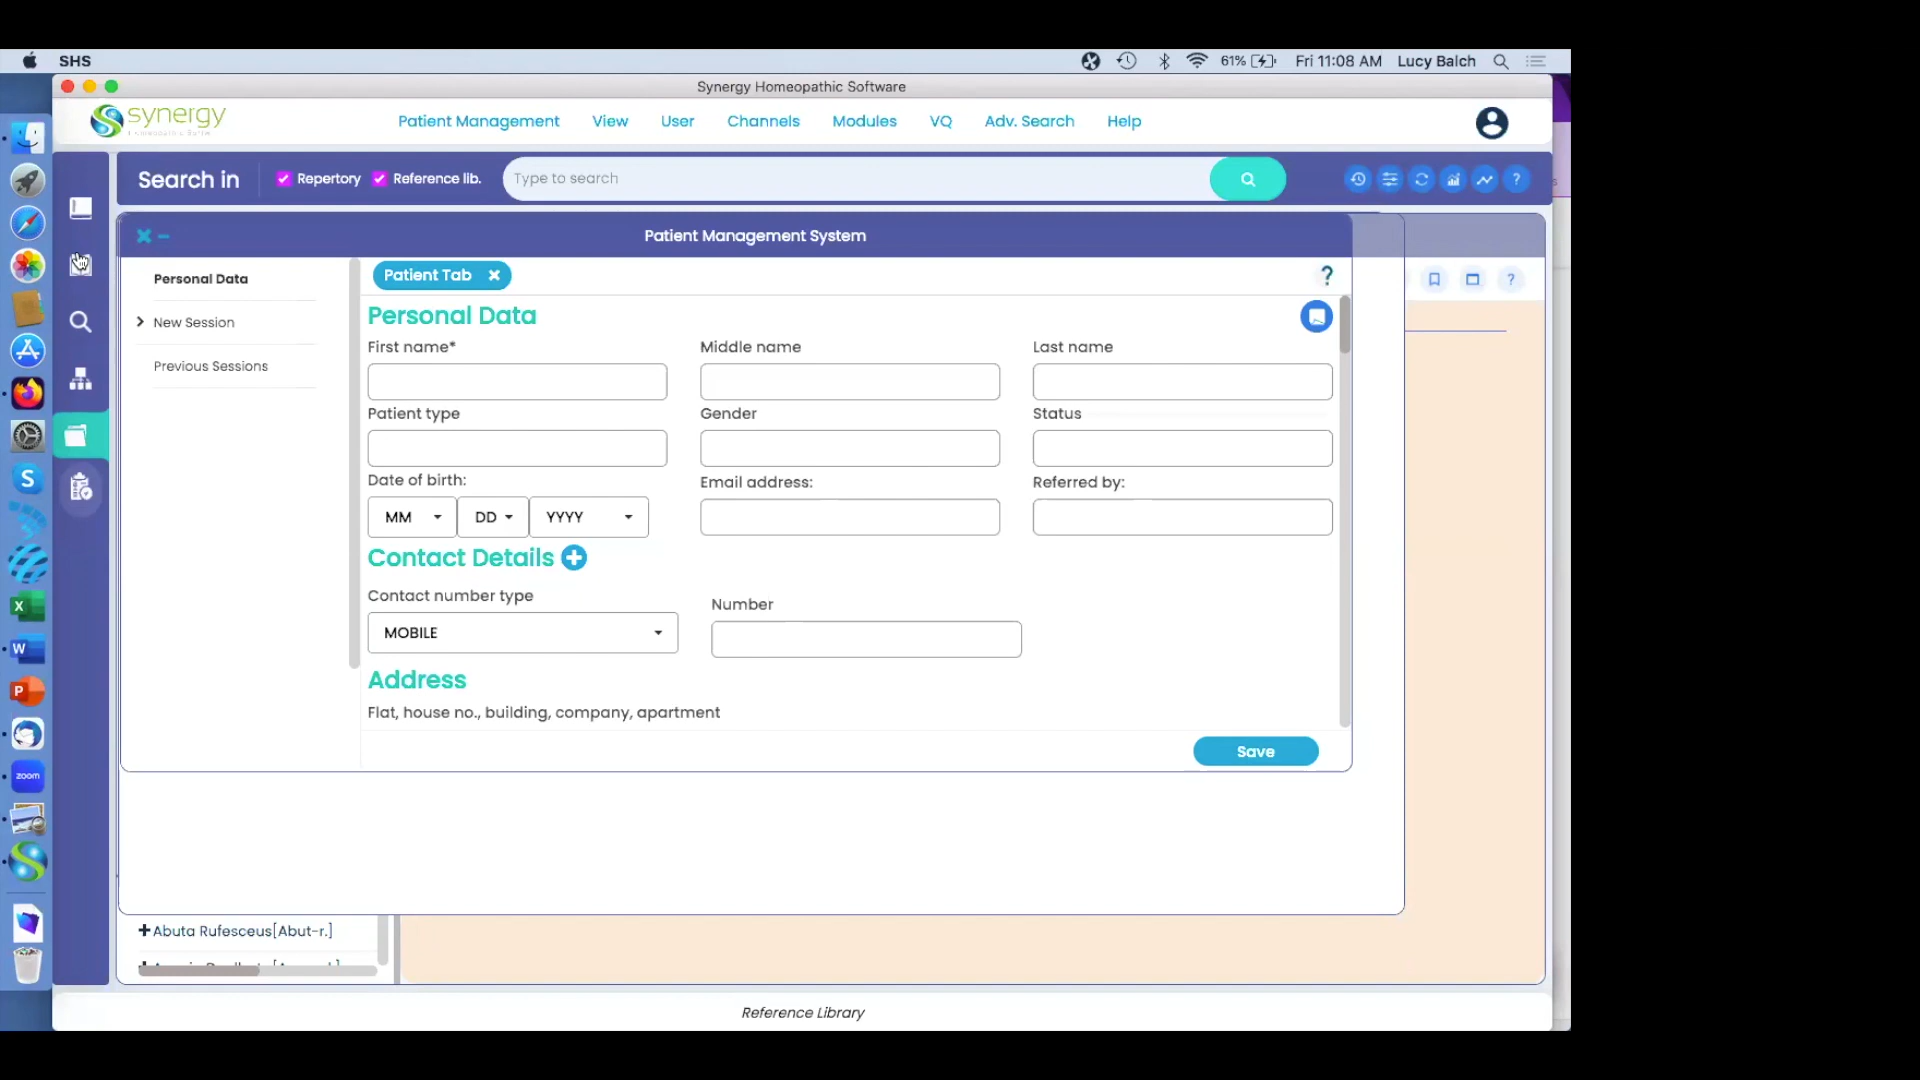 SHS 61% Fri 11:08 AM Lucy Balch
Synergy Homeopathic Software
synergy
Patient Management View User Channels Modules VQ Adv. Search Help
Search in Repertory Reference lib. Type to search ?
Patient Management System
Personal Data
New Session
Previous Sessions
Patient Tab ?
Personal Data
First name* Middle name Last name
Patient type Gender Status
Date of birth: Email address: Referred by:
MM DD YYYY
Contact Details
Contact number type Number
MOBILE
Address
Flat, house no., building, company, apartment
Save
?
zoom
Abuta Rufesceus[Abut-r.]
Reference Library